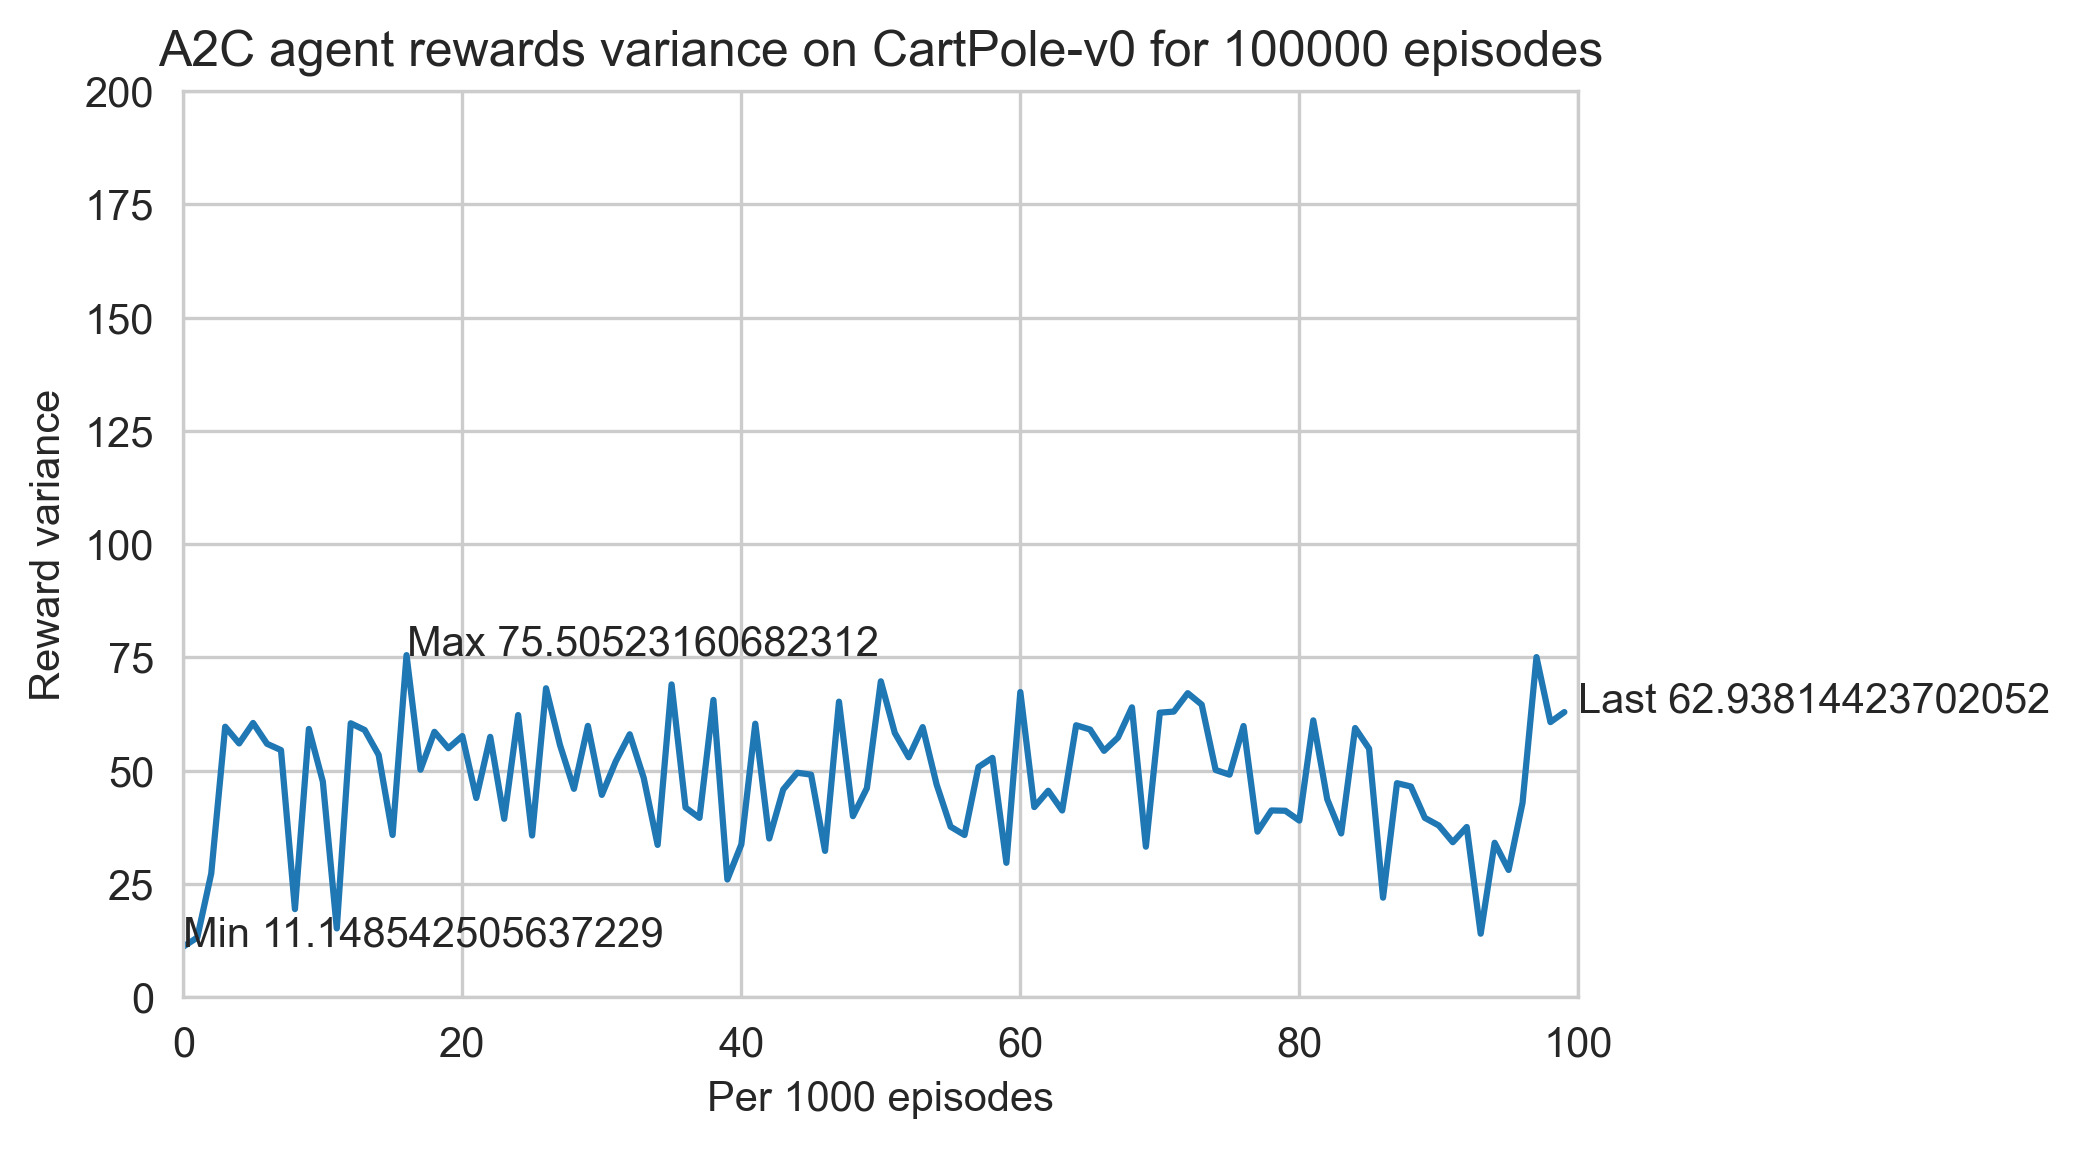 A2C agent rewards variance on CartPole-v0 for 100000 episodes
200
175
150
125
100
75
50
25
0
Reward variance
Max 75.50523160682312
Last 62.93814423702052
Min 11.148542505637229
0 20 40 60 80 100
Per 1000 episodes